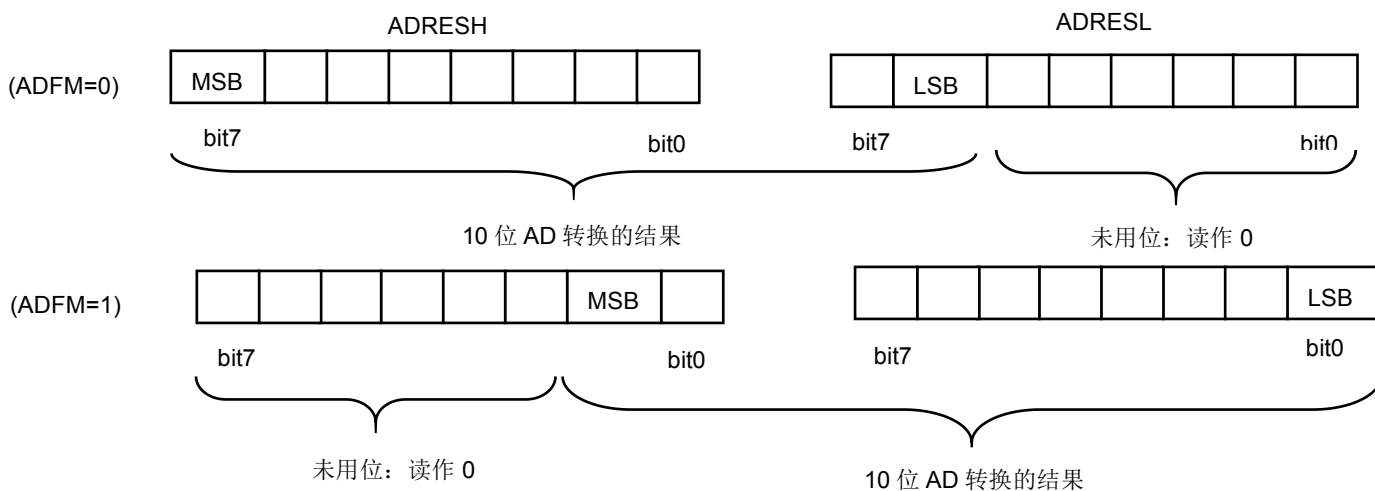 ADRESH ADRESL
(ADFM=0) MSB LSB
bit7 bit0 bit7 bit0
10 位 AD 转换的结果 未用位：读作 0
(ADFM=1) MSB LSB
bit7 bit0 bit7 bit0
未用位：读作 0 10 位 AD 转换的结果